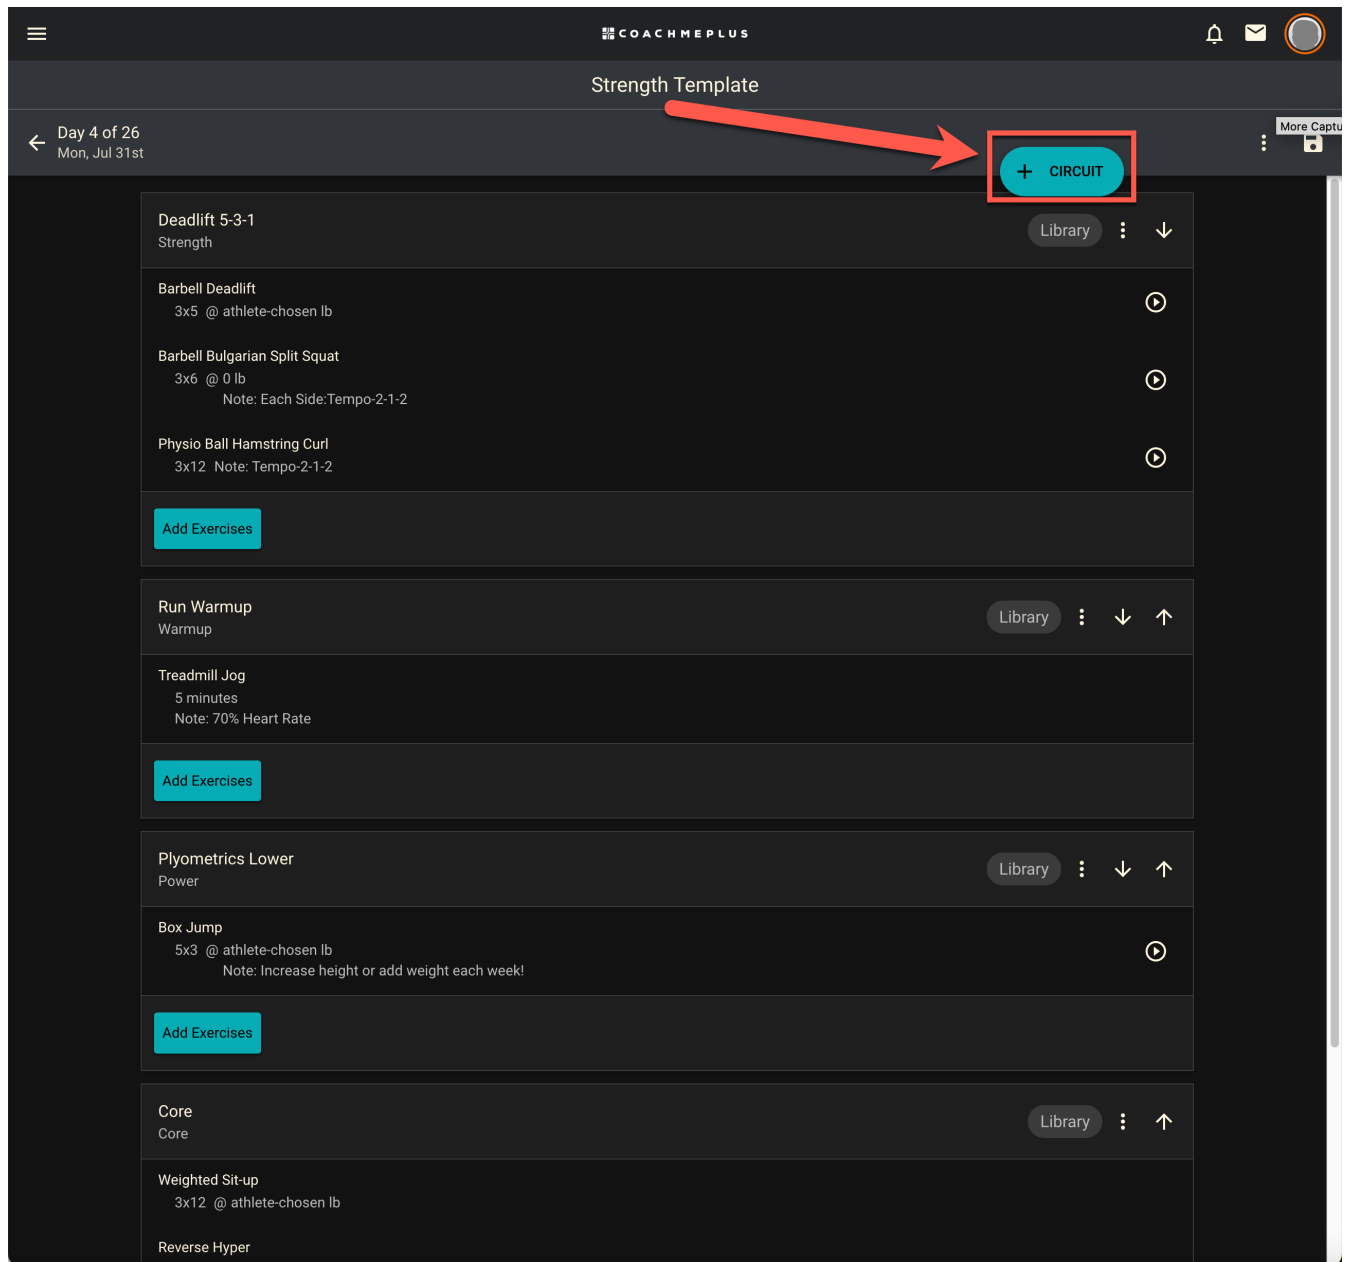 COACHMEPLUS
Strength Template
Day 4 of 26
Mon, Jul 31st
More Captu
+ CIRCUIT
Deadlift 5-3-1
Strength
Library
Barbell Deadlift
3x5 @ athlete-chosen lb
Barbell Bulgarian Split Squat
3x6 @ 0 lb
Note: Each Side:Tempo-2-1-2
Physio Ball Hamstring Curl
3x12 Note: Tempo-2-1-2
Add Exercises
Run Warmup
Warmup
Library
Treadmill Jog
5 minutes
Note: 70% Heart Rate
Add Exercises
Plyometrics Lower
Power
Library
Box Jump
5x3 @ athlete-chosen lb
Note: Increase height or add weight each week!
Add Exercises
Core
Core
Library
Weighted Sit-up
3x12 @ athlete-chosen lb
Reverse Hyper